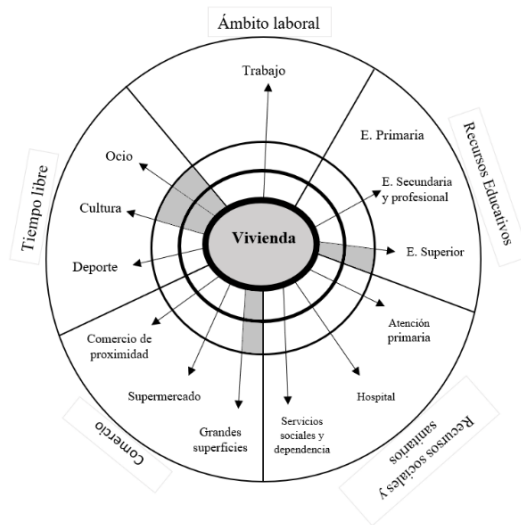 Ámbito laboral
Trabajo
Recursos Educativos
E. Primaria
E. Secundaria
y profesional
E. Superior
Tiempo libre
Ocio
Cultura
Deporte
Vivienda
Comercio de
proximidad
Supermercado
Grandes
superficies
Comercio
Atención
primaria
Hospital
Servicios
sociales y
dependencia
Recursos sociales y
sanitarios